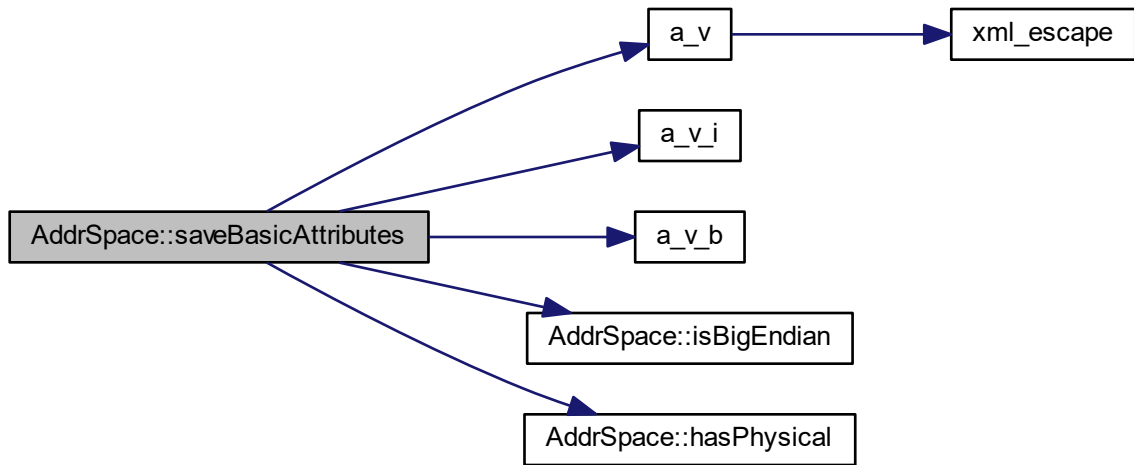 a_v
xml_escape
a_v_i
AddrSpace::saveBasicAttributes
a_v_b
AddrSpace::isBigEndian
AddrSpace::hasPhysical